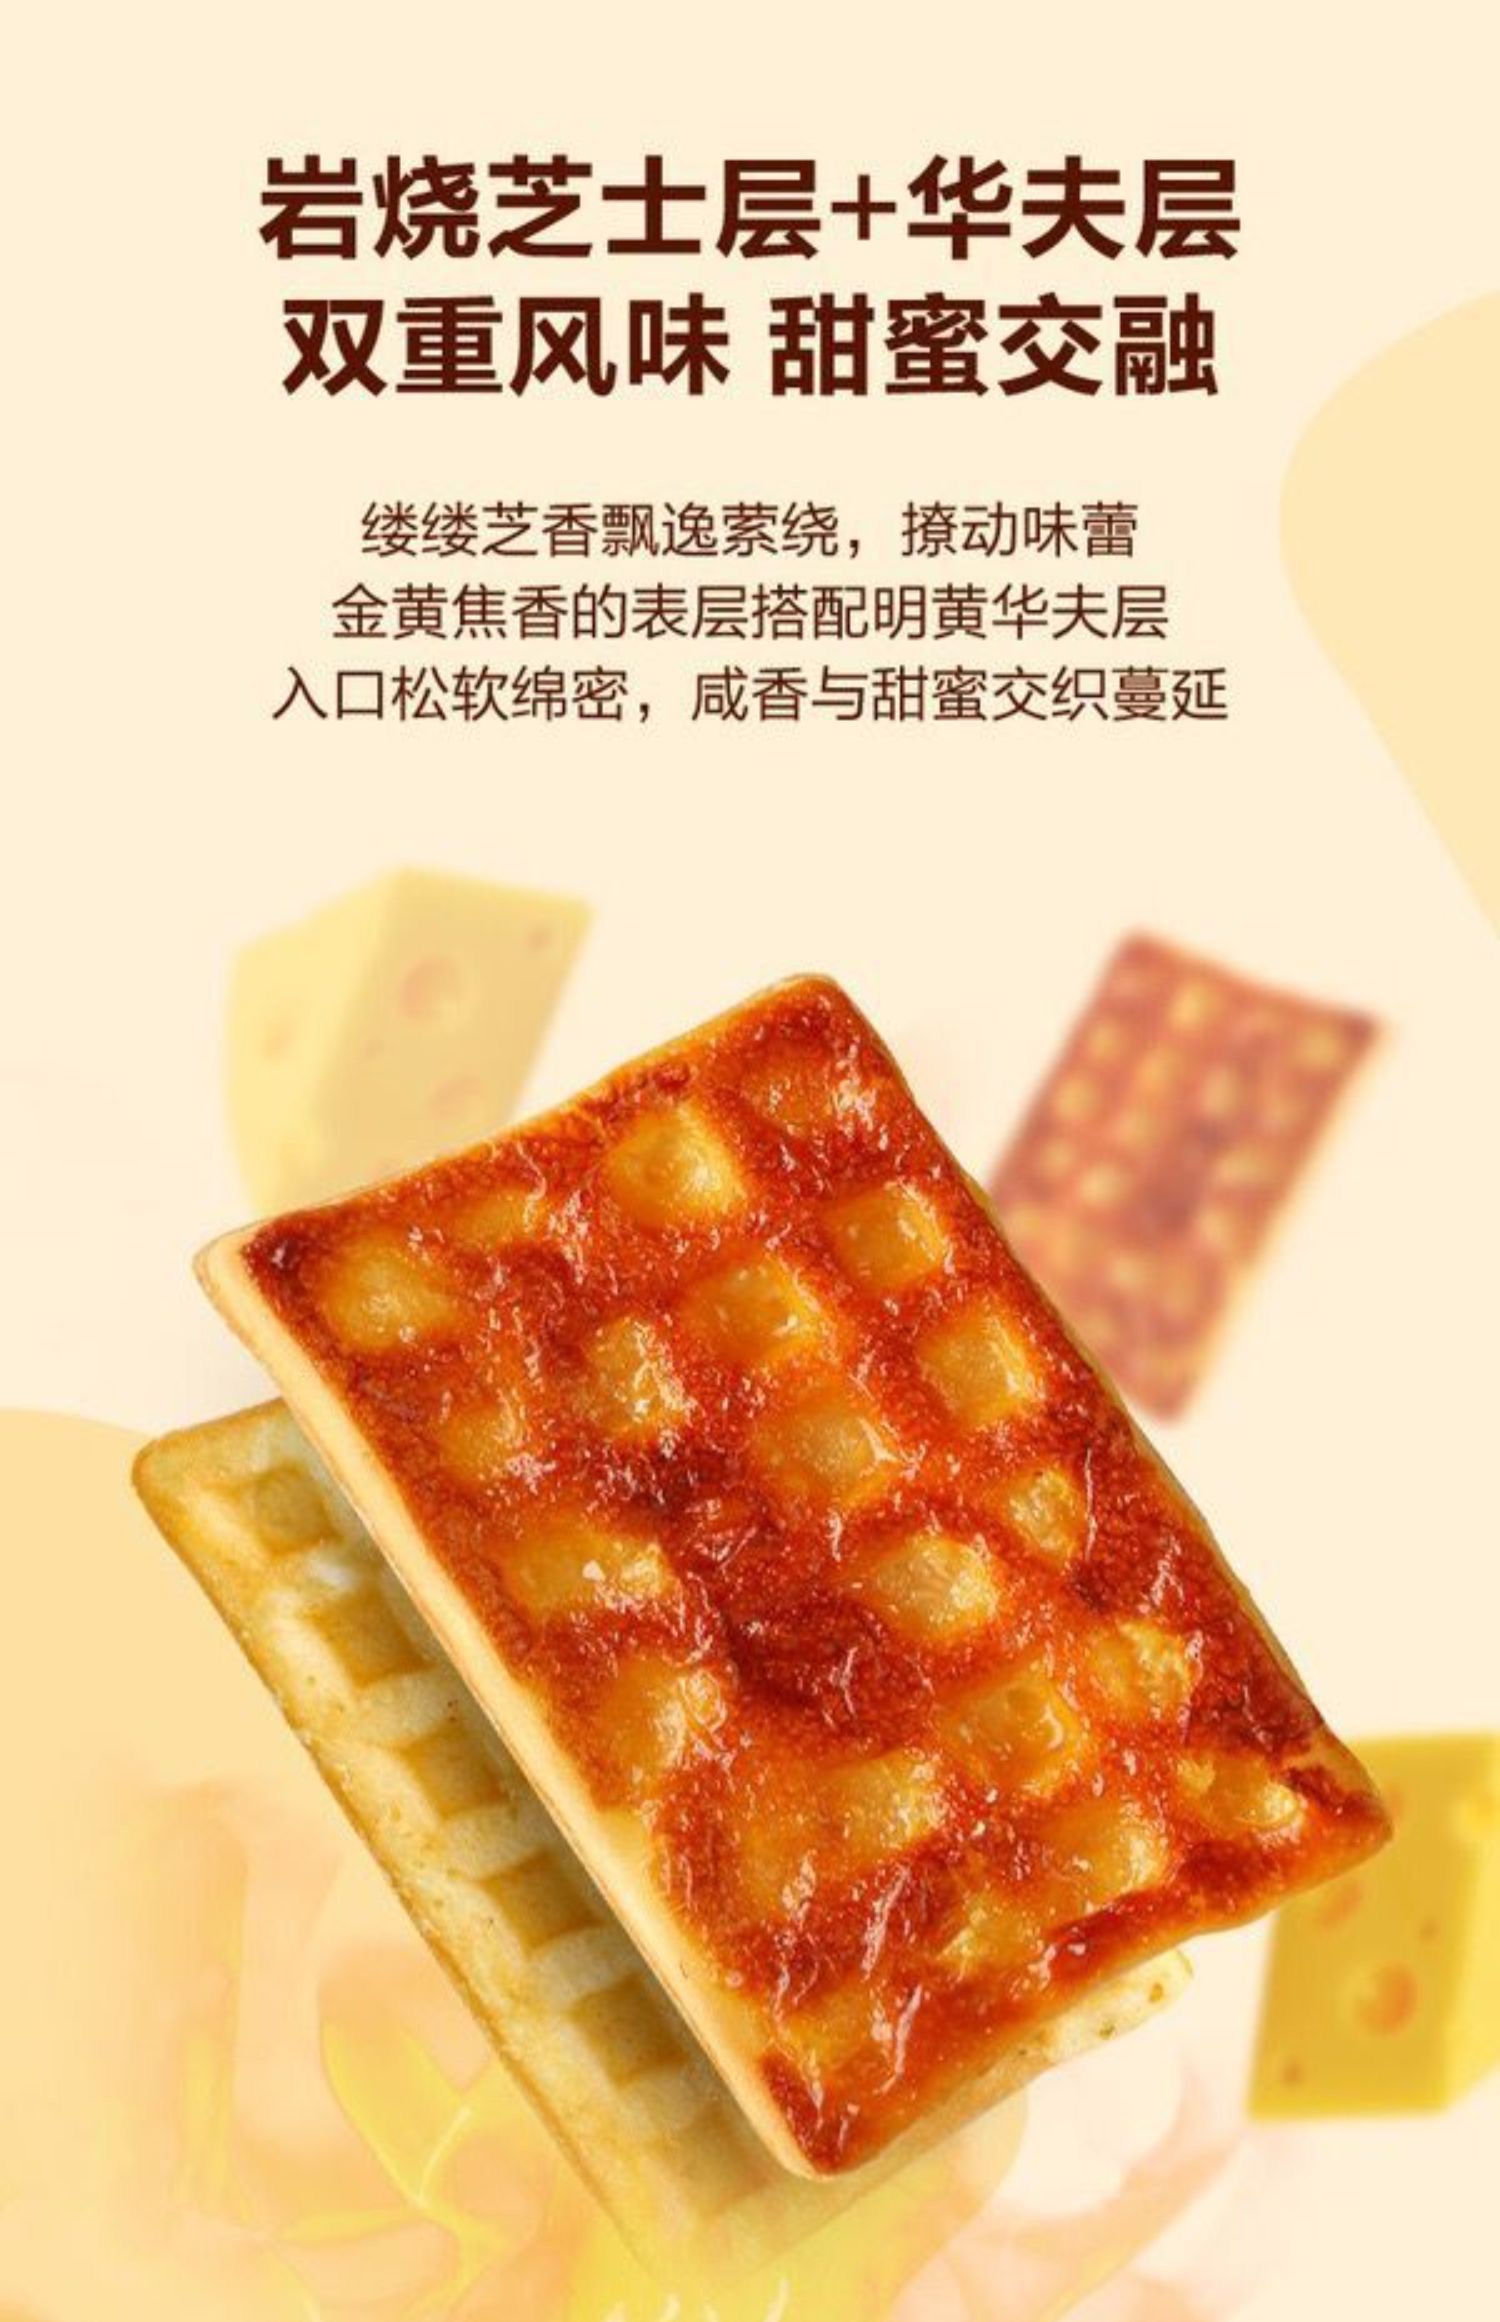 岩烧芝士层+华夫层
双重风味 甜蜜交融
缕缕芝香飘逸萦绕，撩动味蕾
金黄焦香的表层搭配明黄华夫层
入口松软绵密，咸香与甜蜜交织蔓延